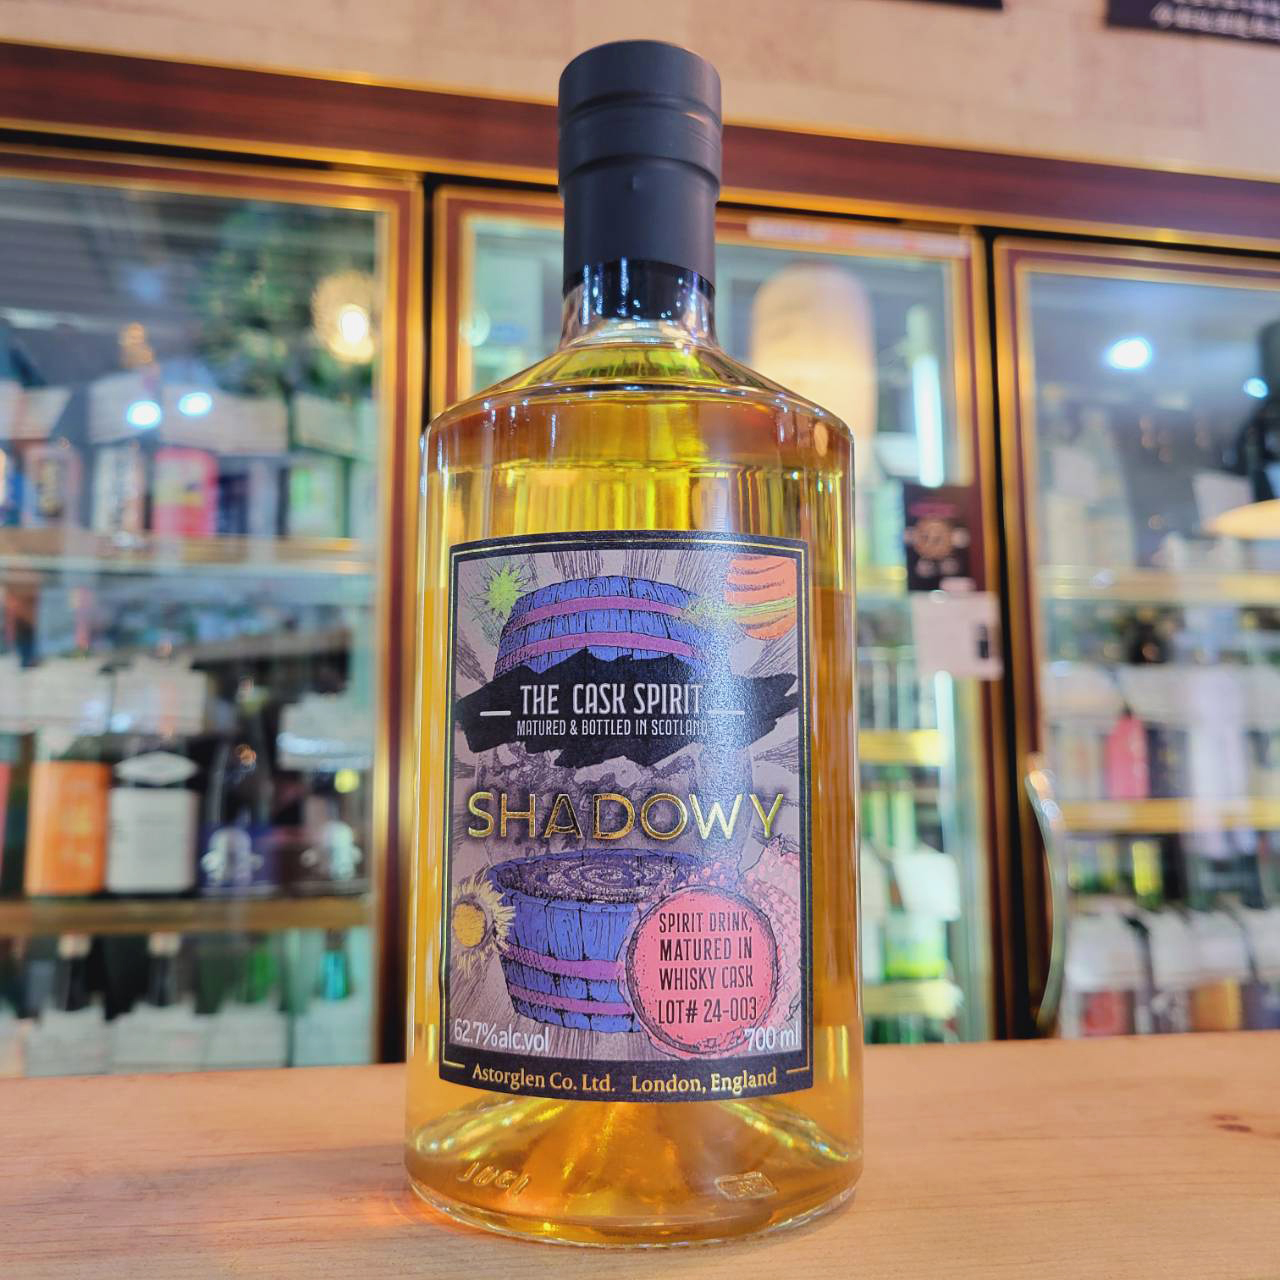 THE CASK SPIRIT
MATURED & BOTTLED IN SCOTLAND
SHADOWY
SPIRIT DRINK,
MATURED IN
WHISKY CASK
LOT# 24-003
62.7%alc.vol
700 ml
Astorglen Co. Ltd. London, England